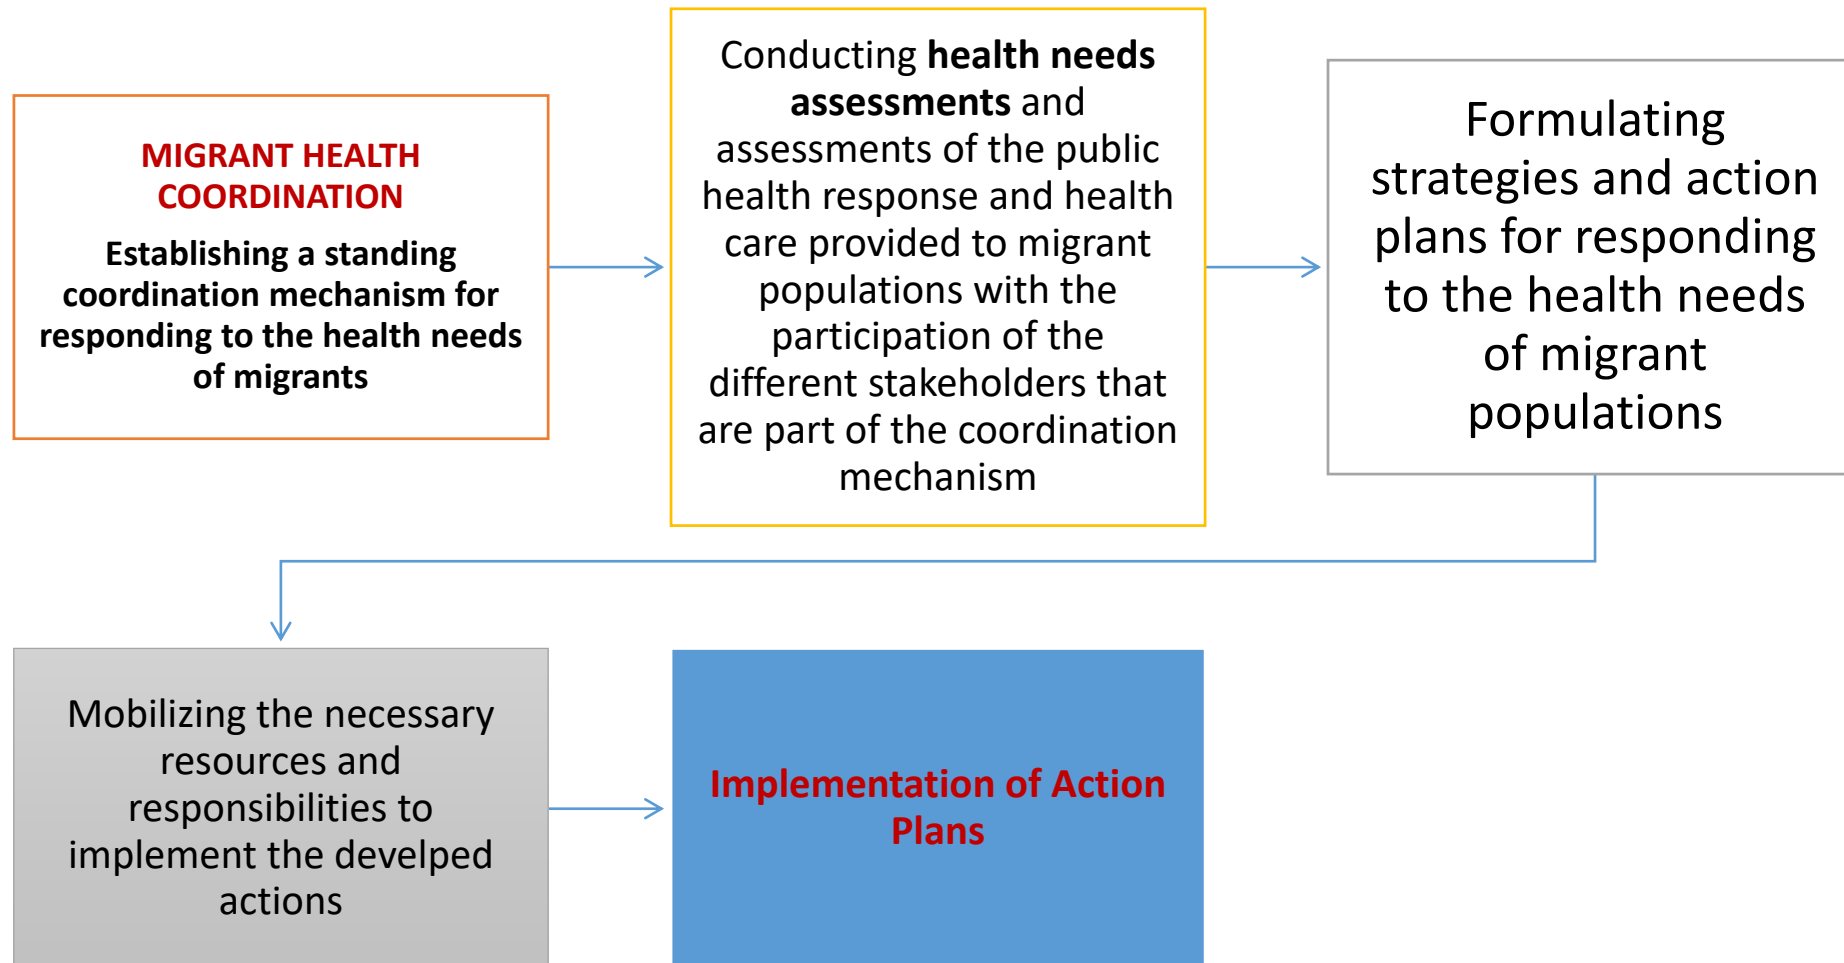 MIGRANT HEALTH
COORDINATION
Establishing a standing
coordination mechanism for
responding to the health needs
of migrants
Conducting health needs
assessments and
assessments of the public
health response and health
care provided to migrant
populations with the
participation of the
different stakeholders that
are part of the coordination
mechanism
Formulating
strategies and action
plans for responding
to the health needs
of migrant
populations
Mobilizing the necessary
resources and
responsibilities to
implement the develped
actions
Implementation of Action
Plans